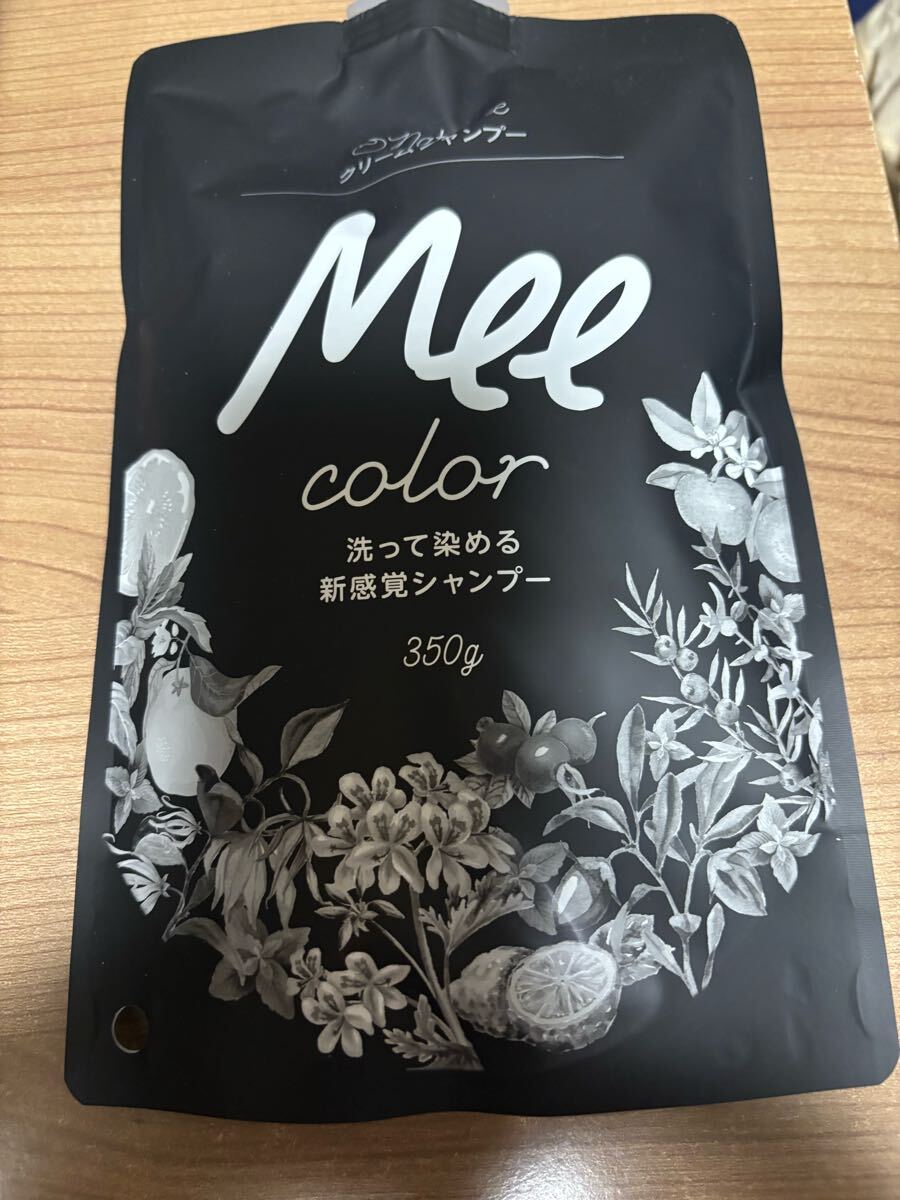 クリームシャンプー
Mee
color
洗って染める
新感覚シャンプー
350g